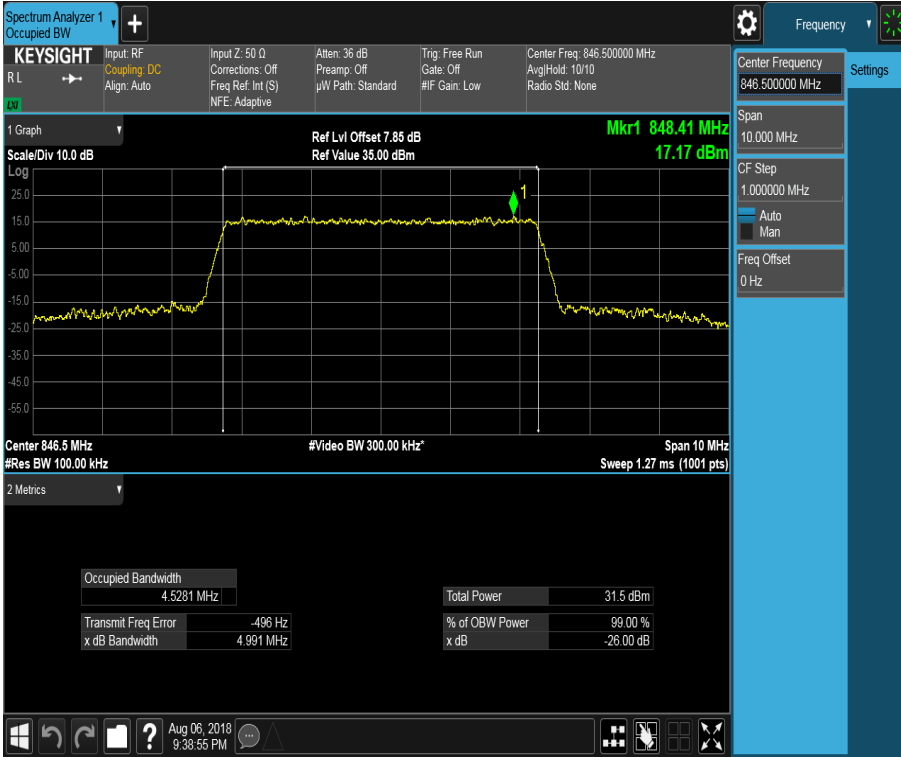 Spectrum Analyzer 1
Occupied BW
Frequency
KEYSIGHT
R L
LXI
Input: RF
Coupling: DC
Align: Auto
Input Z: 50 Ω
Corrections: Off
Freq Ref: Int (S)
NFE: Adaptive
Atten: 36 dB
Preamp: Off
µW Path: Standard
Trig: Free Run
Gate: Off
#IF Gain: Low
Center Freq: 846.500000 MHz
Avg|Hold: 10/10
Radio Std: None
Center Frequency
846.500000 MHz
Settings
Span
10.000 MHz
CF Step
1.000000 MHz
Auto
Man
Freq Offset
0 Hz
1 Graph
Scale/Div 10.0 dB
Ref Lvl Offset 7.85 dB
Ref Value 35.00 dBm
Mkr1 848.41 MHz
17.17 dBm
Log
25.0
15.0
5.00
-5.00
-15.0
-25.0
-35.0
-45.0
-55.0
1
Center 846.5 MHz
#Res BW 100.00 kHz
#Video BW 300.00 kHz*
Span 10 MHz
Sweep 1.27 ms (1001 pts)
2 Metrics
Occupied Bandwidth
4.5281 MHz
Transmit Freq Error -496 Hz
x dB Bandwidth 4.991 MHz
Total Power 31.5 dBm
% of OBW Power 99.00 %
x dB -26.00 dB
Aug 06, 2018
9:38:55 PM